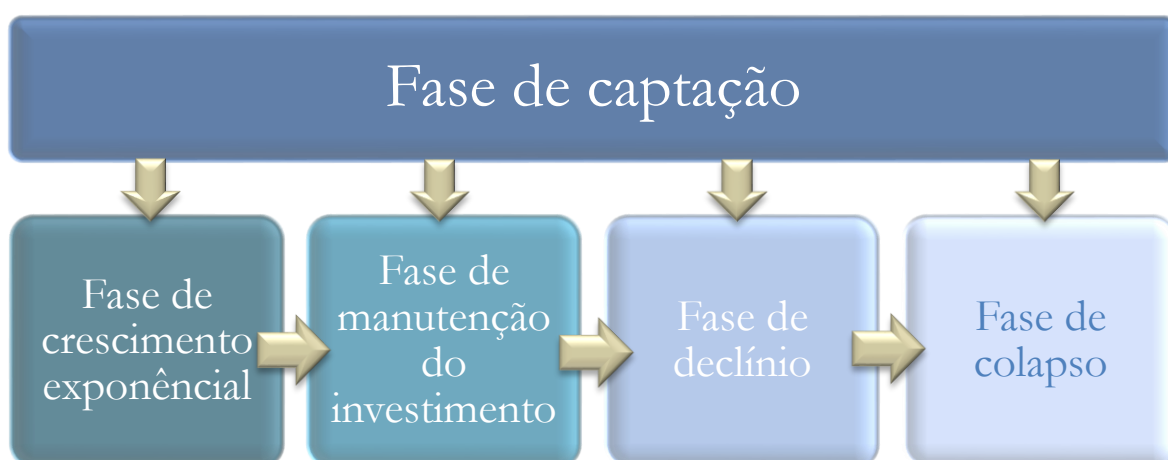 Fase de captação
Fase de
crescimento
exponêncial
Fase de
manutenção
do
investimento
Fase de
declínio
Fase de
colapso